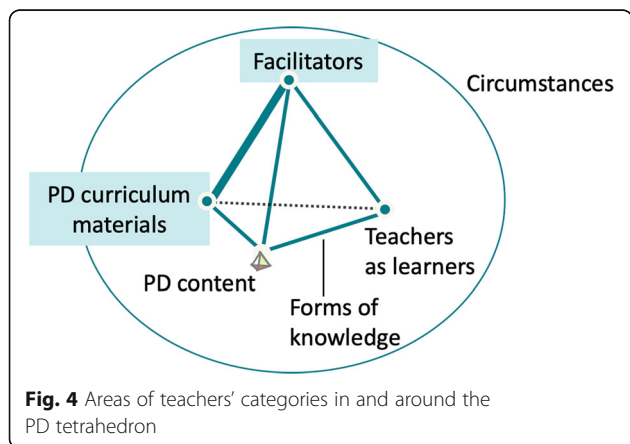 Facilitators
Circumstances
PD curriculum
materials
Teachers
as learners
PD content
Forms of
knowledge
Fig. 4 Areas of teachers’ categories in and around the
PD tetrahedron